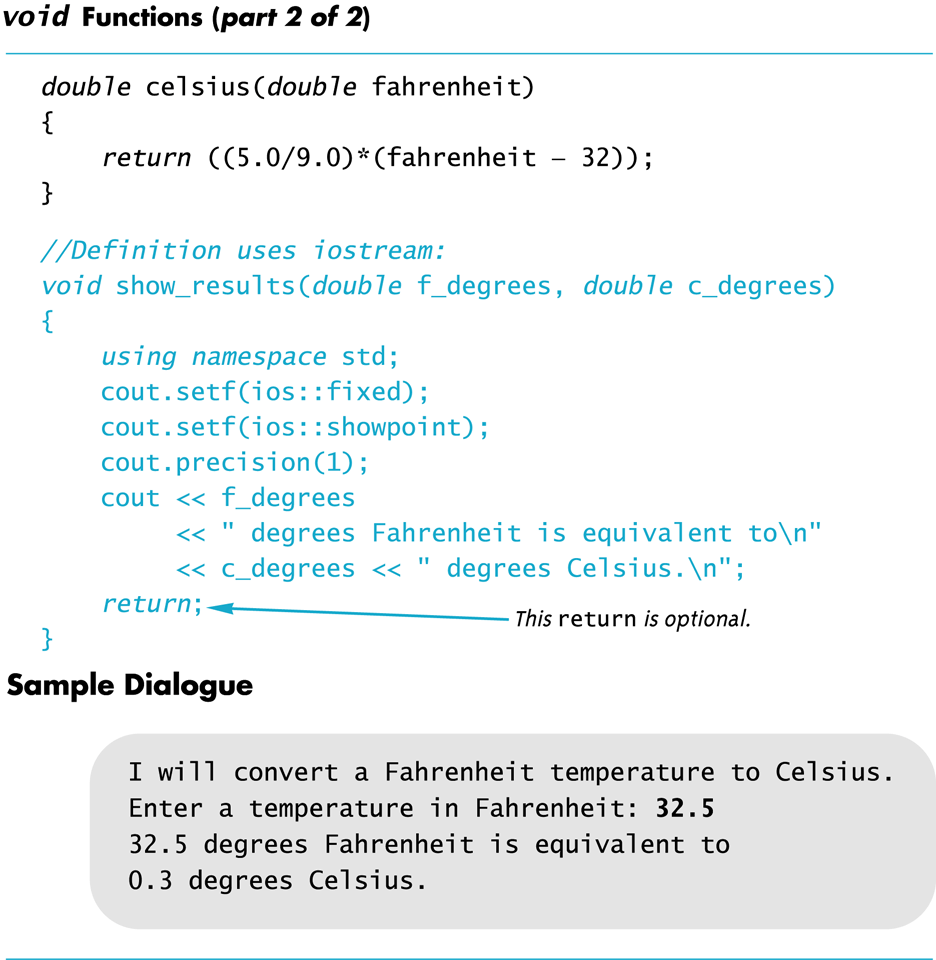 void Functions (part 2 of 2)
double celsius(double fahrenheit)
{
return ((5.0/9.0)*(fahrenheit – 32));
}
//Definition uses iostream:
void show_results(double f_degrees, double c_degrees)
{
using namespace std;
cout.setf(ios::fixed);
cout.setf(ios::showpoint);
cout.precision(1);
cout << f_degrees
<< " degrees Fahrenheit is equivalent to\n"
<< c_degrees << " degrees Celsius.\n";
return;
This return is optional.
}
Sample Dialogue
I will convert a Fahrenheit temperature to Celsius.
Enter a temperature in Fahrenheit: 32.5
32.5 degrees Fahrenheit is equivalent to
0.3 degrees Celsius.